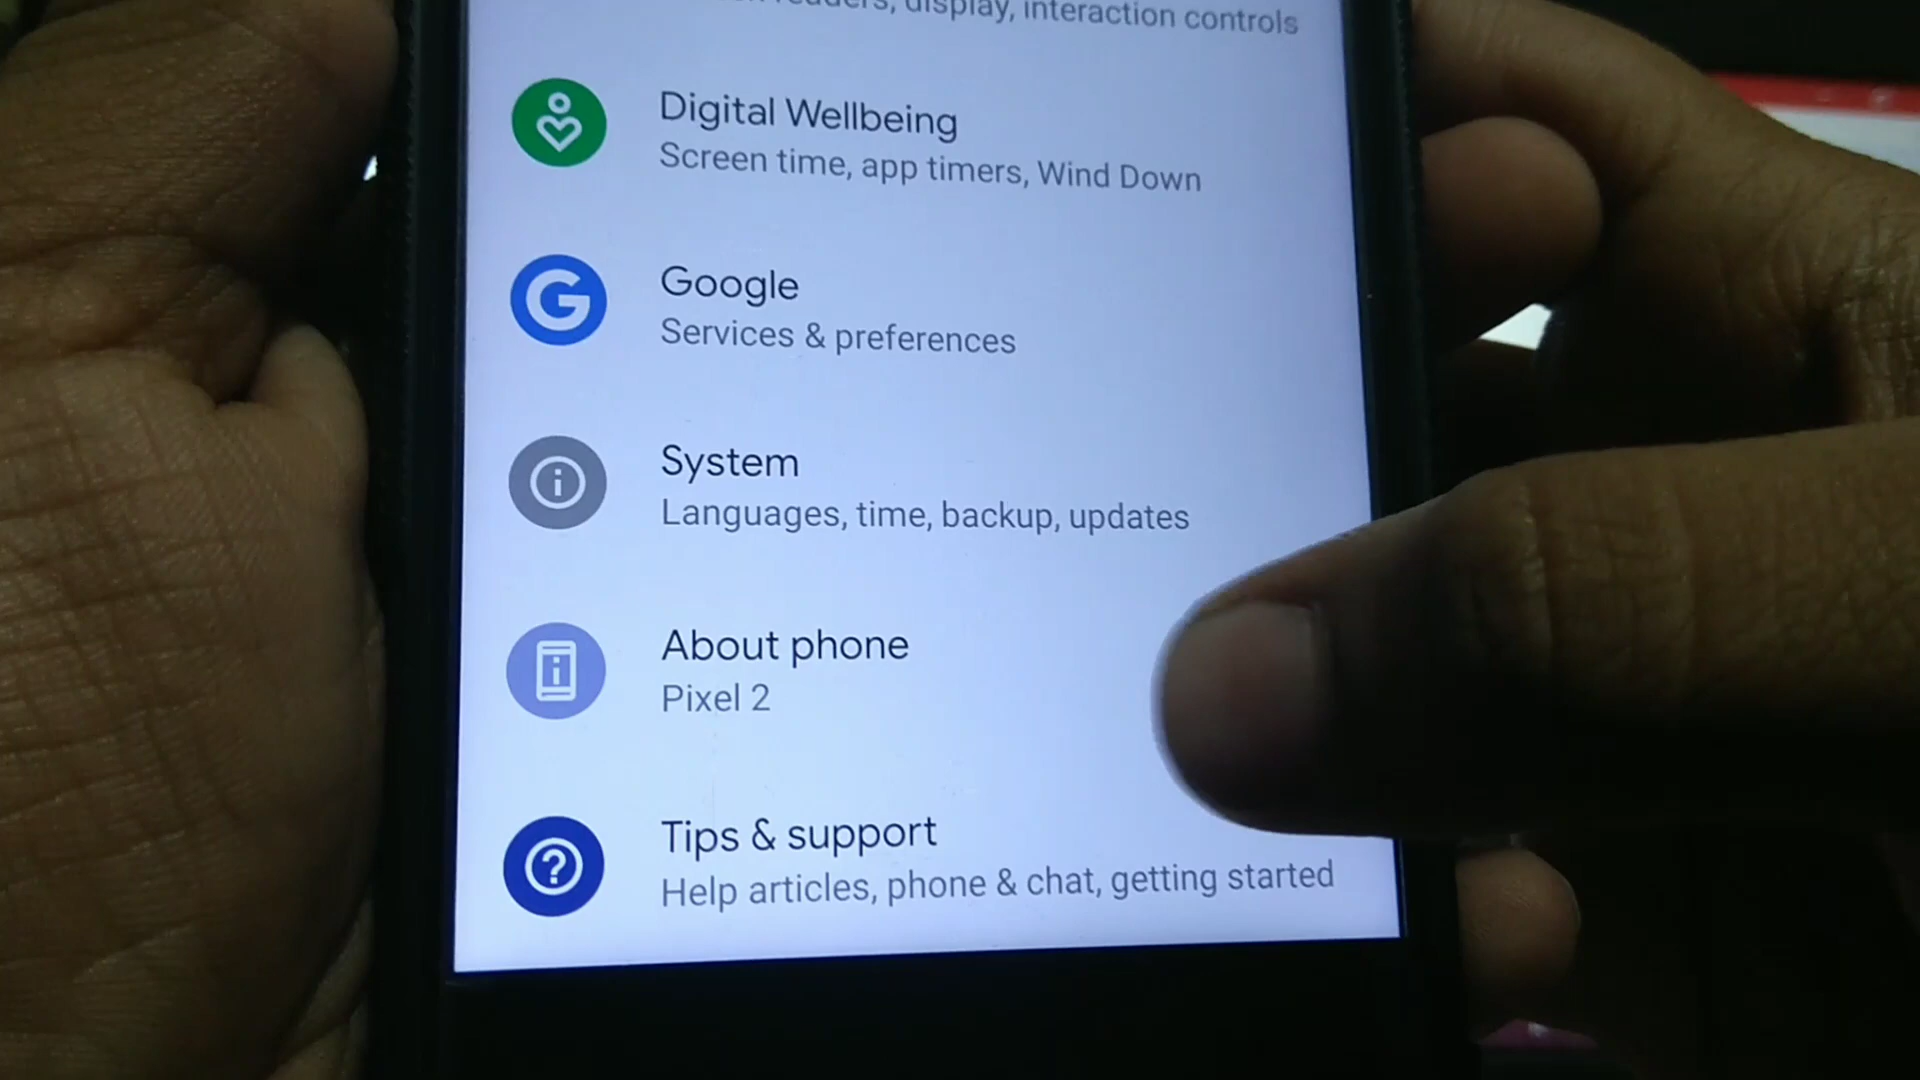 display, interaction controls
Digital Wellbeing
Screen time, app timers, Wind Down
Google
Services & preferences
System
Languages, time, backup, updates
About phone
Pixel 2
Tips & support
Help articles, phone & chat, getting started